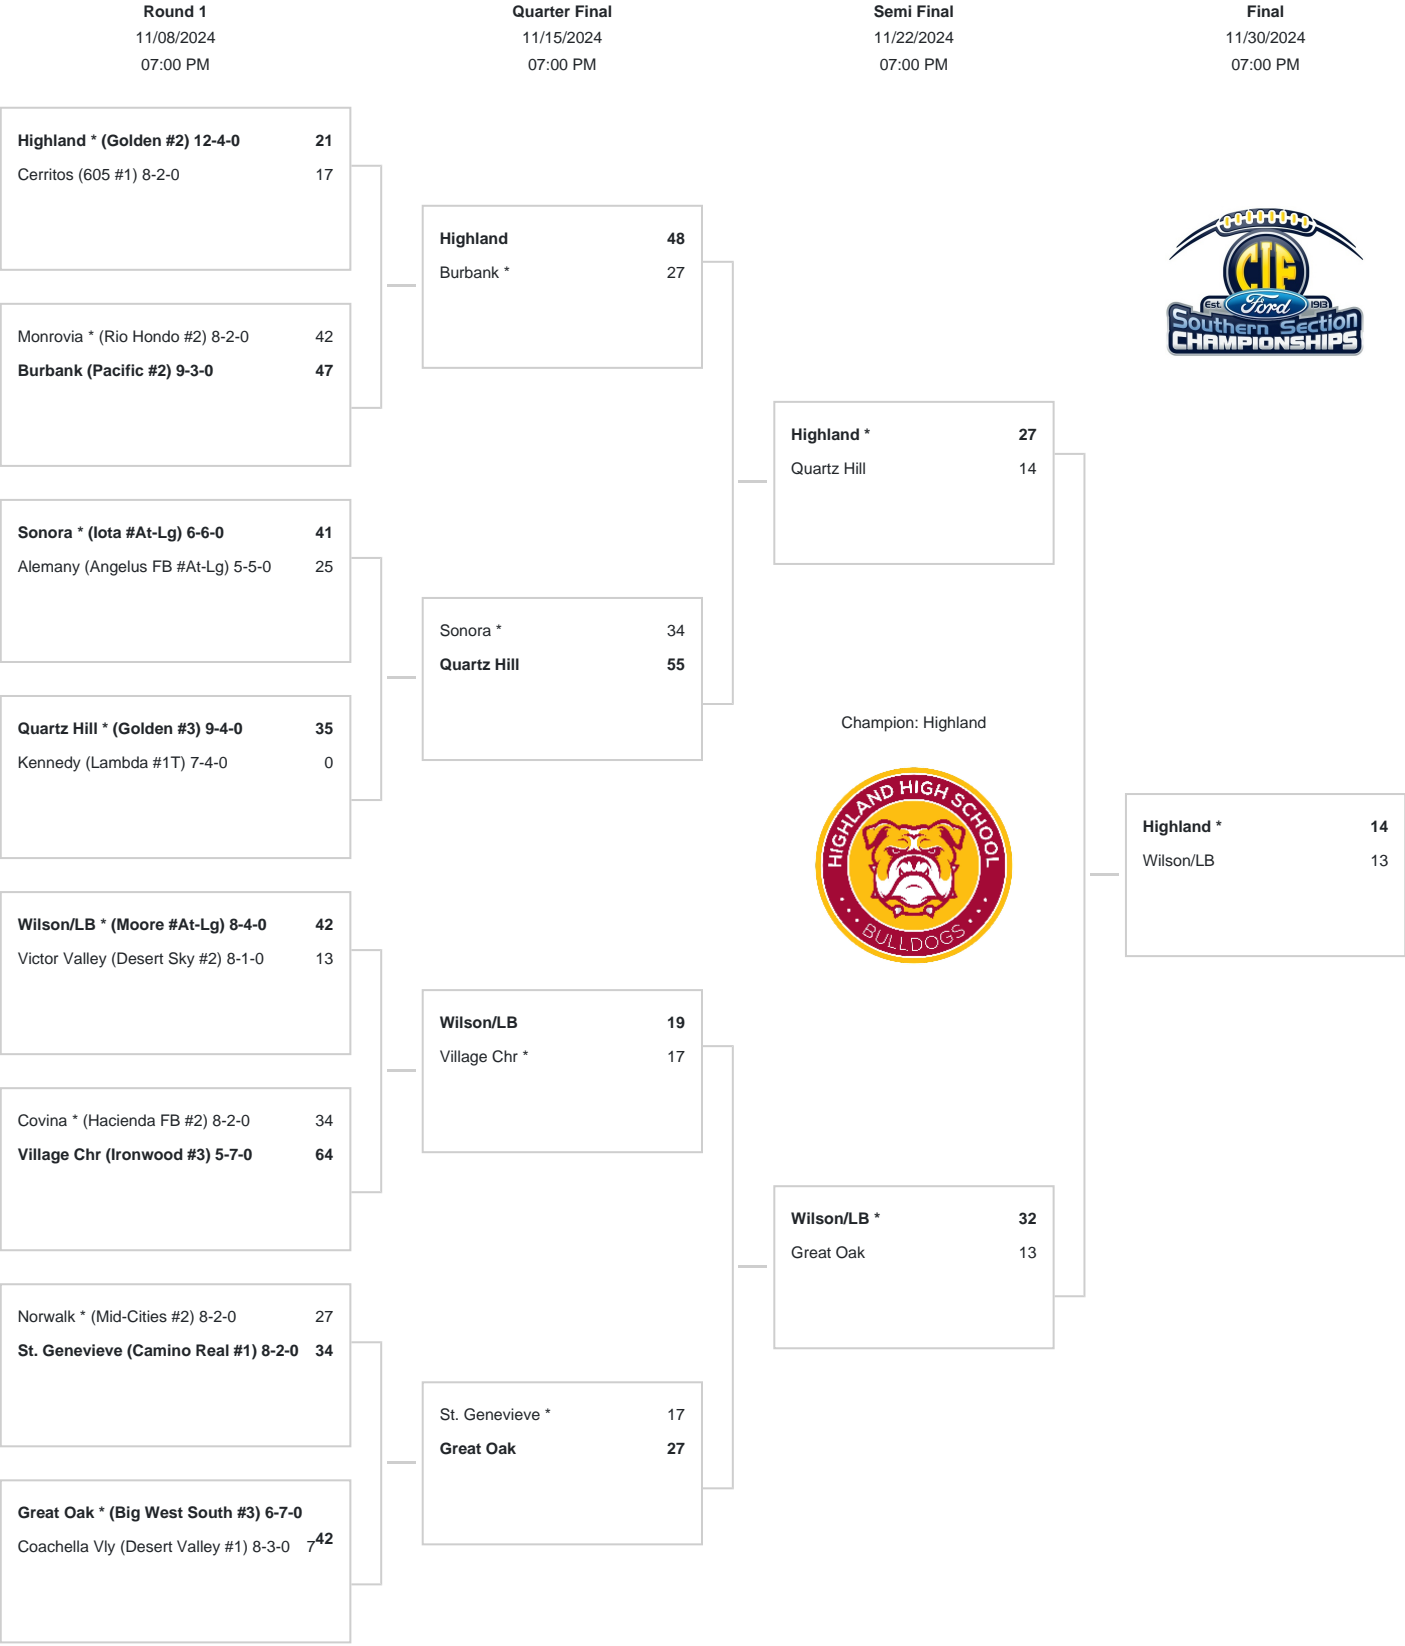 Round 1
11/08/2024
07:00 PM
Quarter Final
11/15/2024
07:00 PM
Semi Final
11/22/2024
07:00 PM
Final
11/30/2024
07:00 PM
Highland * (Golden #2) 12-4-0 21
Cerritos (605 #1) 8-2-0 17
Monrovia * (Rio Hondo #2) 8-2-0 42
Burbank (Pacific #2) 9-3-0 47
Sonora * (Iota #At-Lg) 6-6-0 41
Alemany (Angelus FB #At-Lg) 5-5-0 25
Quartz Hill * (Golden #3) 9-4-0 35
Kennedy (Lambda #1T) 7-4-0 0
Wilson/LB * (Moore #At-Lg) 8-4-0 42
Victor Valley (Desert Sky #2) 8-1-0 13
Covina * (Hacienda FB #2) 8-2-0 34
Village Chr (Ironwood #3) 5-7-0 64
Norwalk * (Mid-Cities #2) 8-2-0 27
St. Genevieve (Camino Real #1) 8-2-0 34
Great Oak * (Big West South #3) 6-7-0 42
Coachella Vly (Desert Valley #1) 8-3-0 7
Highland 48
Burbank * 27
Sonora * 34
Quartz Hill 55
Wilson/LB 19
Village Chr * 17
St. Genevieve * 17
Great Oak 27
Highland * 27
Quartz Hill 14
Champion: Highland
HIGHLAND HIGH SCHOOL
BULLDOGS
Wilson/LB * 32
Great Oak 13
CIF
Est. Ford 1913
Southern Section
CHAMPIONSHIPS
Highland * 14
Wilson/LB 13